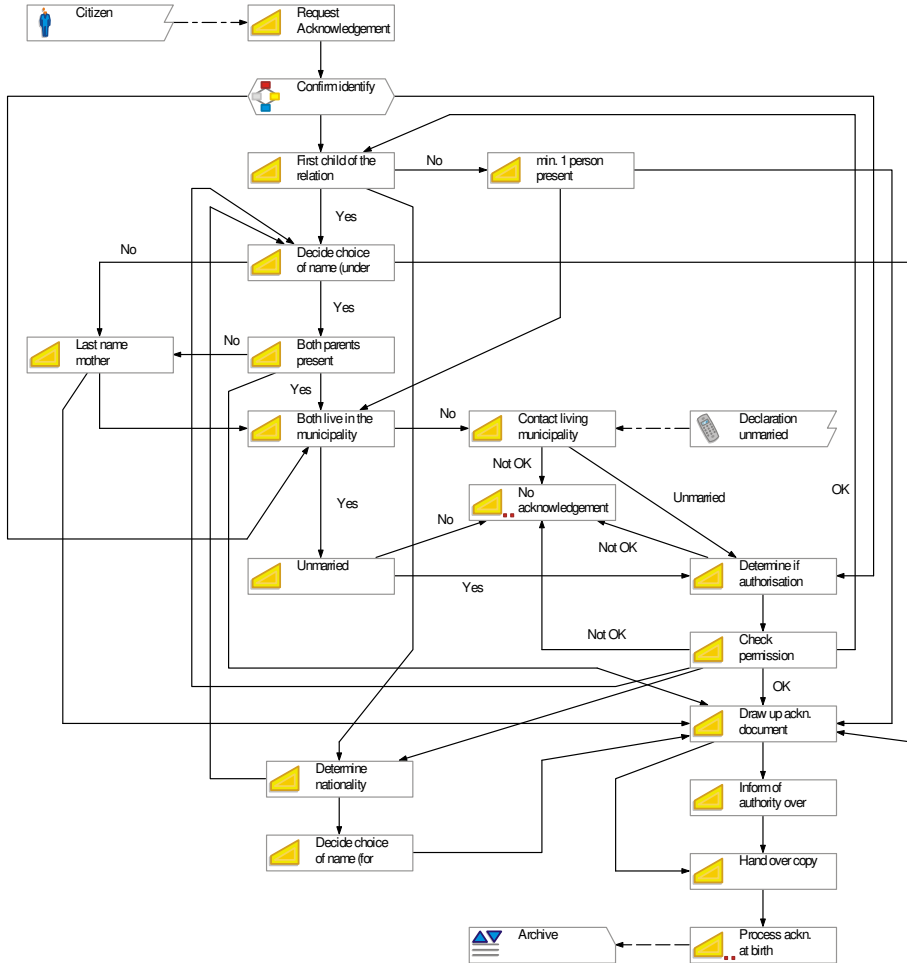 Citizen
Request
Acknowledgement
Confirm identify
First child of the
relation
No
min. 1 person
present
Yes
Decide choice
of name (under
No
Yes
Last name
mother
No
Both parents
present
Yes
Both live in the
municipality
No
Contact living
municipality
Declaration
unmarried
Not OK
Yes
No
acknowledgement
Unmarried
OK
No
Not OK
Unmarried
Yes
Determine if
authorisation
Not OK
Check
permission
OK
Draw up ackn.
document
Determine
nationality
Inform of
authority over
Decide choice
of name (for
Hand over copy
Archive
Process ackn.
at birth